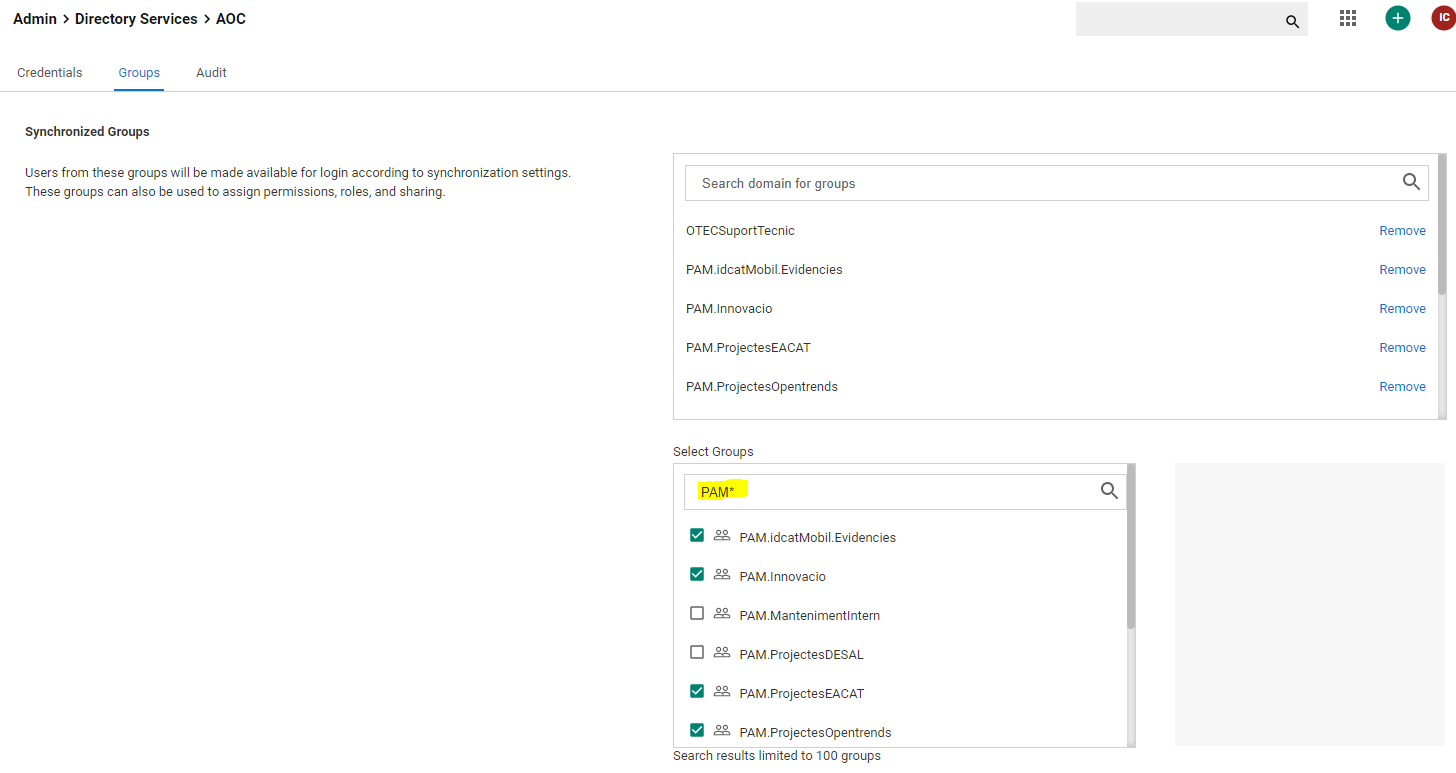 Admin > Directory Services > AOC
IC
Credentials Groups Audit
Synchronized Groups
Users from these groups will be made available for login according to synchronization settings.
These groups can also be used to assign permissions, roles, and sharing.
Search domain for groups
OTECSuportTecnic Remove
PAM.idcatMobil.Evidencies Remove
PAM.Innovacio Remove
PAM.ProjectesEACAT Remove
PAM.ProjectesOpentrends Remove
Select Groups
PAM*
PAM.idcatMobil.Evidencies
PAM.Innovacio
PAM.MantenimentIntern
PAM.ProjectesDESAL
PAM.ProjectesEACAT
PAM.ProjectesOpentrends
Search results limited to 100 groups